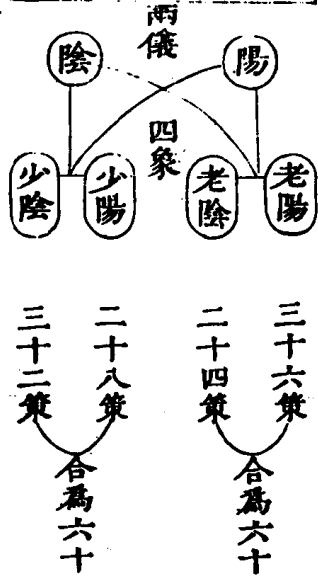 兩儀
陽
陰
四象
老陽
老陰
少陽
少陰
三十六策
二十四策
二十八策
三十二策
合爲六十
合爲六十